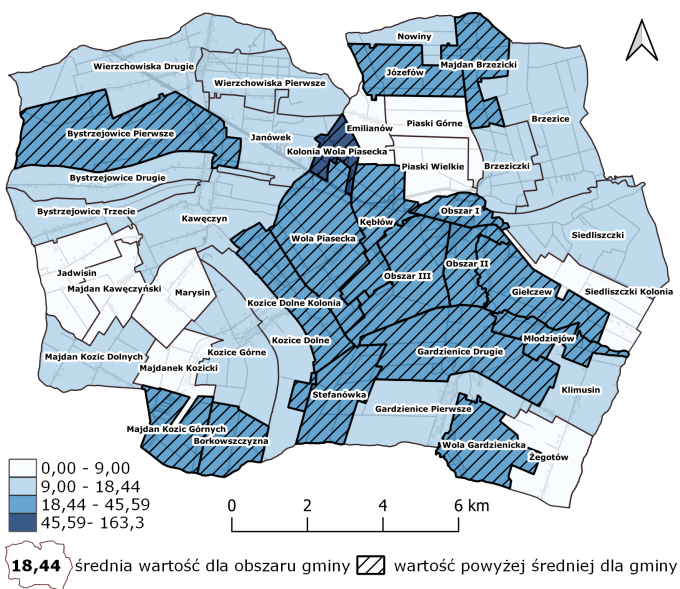 Nowiny
Wierzchowiska Drugie
Majdan Brzezicki
Józefów
Wierzchowiska Pierwsze
Brzezice
Piaski Górne
Emilianów
Bystrzejowice Pierwsze
Janówek
Kolonia Wola Piasecka
Piaski Wielkie
Brzeziczki
Bystrzejowice Drugie
Bystrzejowice Trzecie
Obszar I
Kawęczyn
Kębłów
Siedliszczki
Wola Piasecka
Obszar II
Jadwisin
Obszar III
Majdan Kawęczyński
Marysin
Giełczew
Siedliszczki Kolonia
Kozice Dolne Kolonia
Młodziejów
Kozice Dolne
Kozice Górne
Gardzienice Drugie
Majdan Kozic Dolnych
Majdanek Kozicki
Klimusin
Stefanówka
Gardzienice Pierwsze
Majdan Kozic Górnych
Borkowszczyzna
Wola Gardzienicka
Żegotów
0,00 - 9,00
9,00 - 18,44
18,44 - 45,59
45,59- 163,3
0 2 4 6 km
18,44 średnia wartość dla obszaru gminy wartość powyżej średniej dla gminy